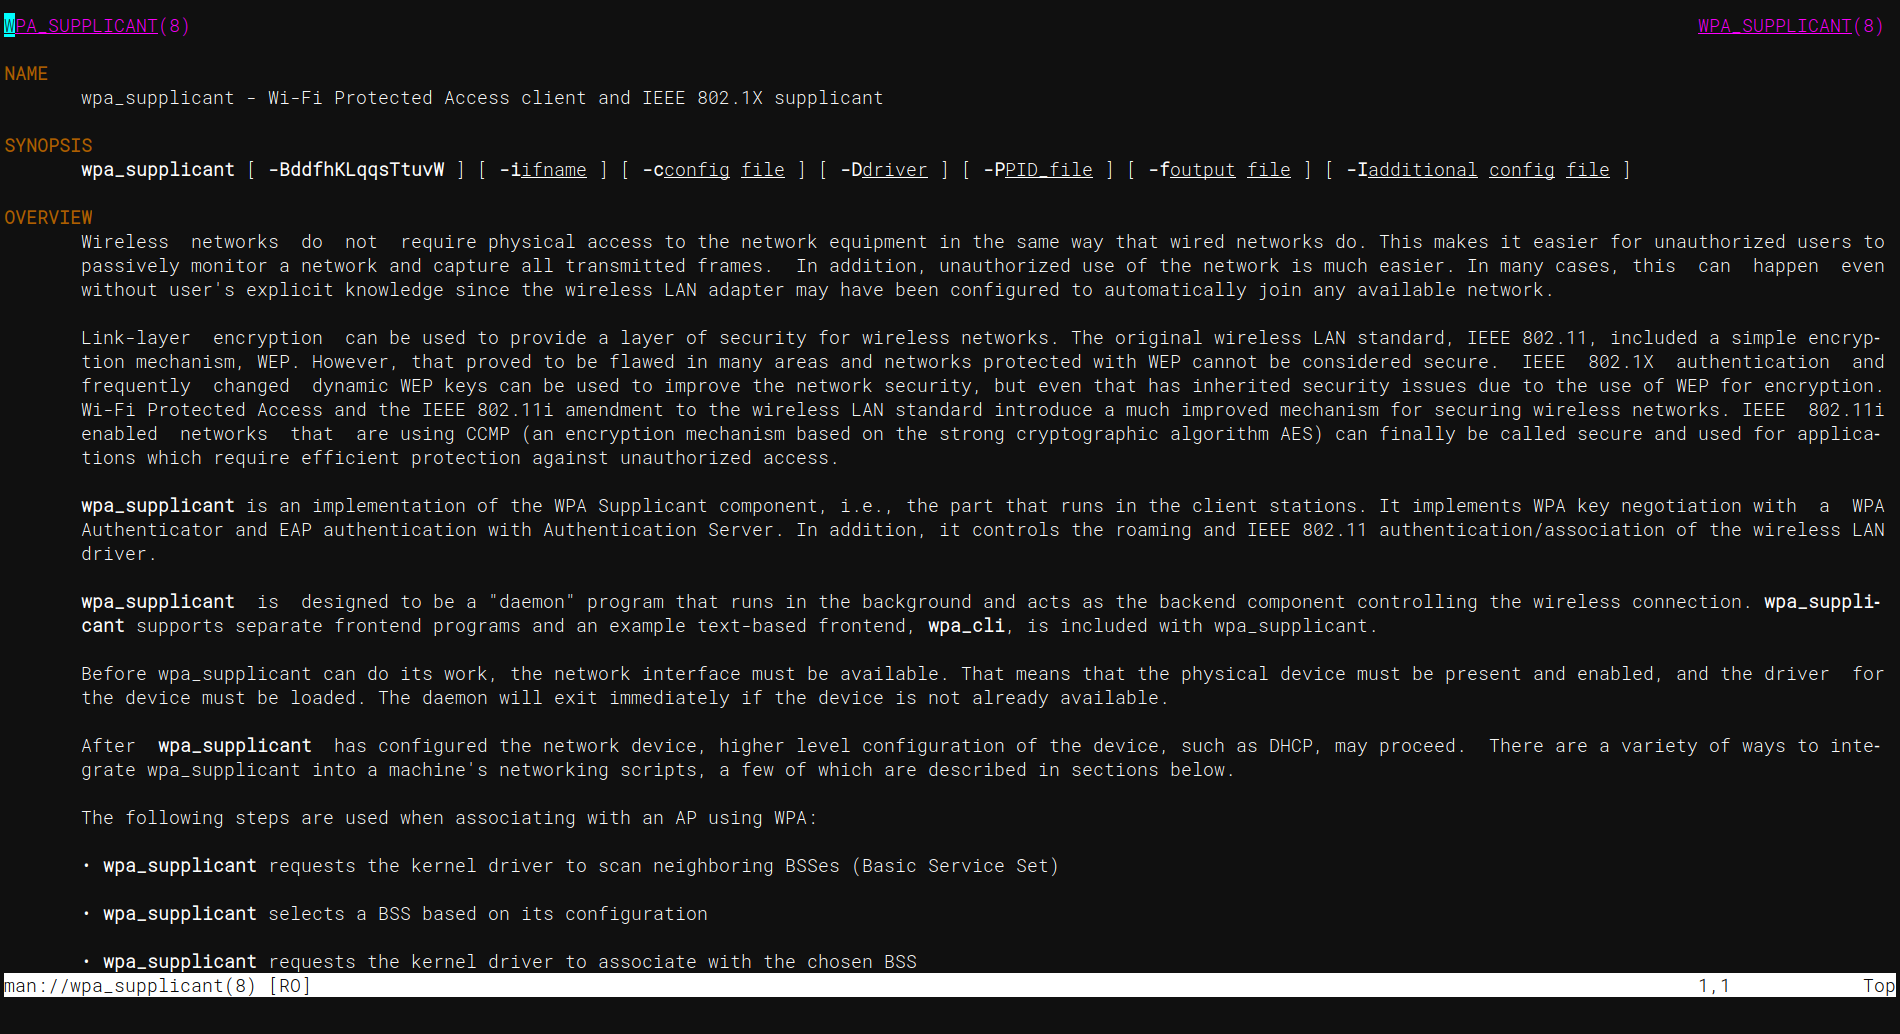 WPA_SUPPLICANT(8) WPA_SUPPLICANT(8)
NAME
wpa_supplicant - Wi-Fi Protected Access client and IEEE 802.1X supplicant
SYNOPSIS
wpa_supplicant [ -BddfhKLqqsTtuvW ] [ -iifname ] [ -cconfig file ] [ -Ddriver ] [ -PPID_file ] [ -foutput file ] [ -Iadditional config file ]
OVERVIEW
Wireless  networks  do  not  require physical access to the network equipment in the same way that wired networks do. This makes it easier for unauthorized users to
passively monitor a network and capture all transmitted frames.  In addition, unauthorized use of the network is much easier. In many cases, this  can  happen  even
without user's explicit knowledge since the wireless LAN adapter may have been configured to automatically join any available network.
Link-layer  encryption  can be used to provide a layer of security for wireless networks. The original wireless LAN standard, IEEE 802.11, included a simple encryp-
tion mechanism, WEP. However, that proved to be flawed in many areas and networks protected with WEP cannot be considered secure.  IEEE  802.1X  authentication  and
frequently  changed  dynamic WEP keys can be used to improve the network security, but even that has inherited security issues due to the use of WEP for encryption.
Wi-Fi Protected Access and the IEEE 802.11i amendment to the wireless LAN standard introduce a much improved mechanism for securing wireless networks. IEEE  802.11i
enabled  networks  that  are using CCMP (an encryption mechanism based on the strong cryptographic algorithm AES) can finally be called secure and used for applica-
tions which require efficient protection against unauthorized access.
wpa_supplicant is an implementation of the WPA Supplicant component, i.e., the part that runs in the client stations. It implements WPA key negotiation with  a  WPA
Authenticator and EAP authentication with Authentication Server. In addition, it controls the roaming and IEEE 802.11 authentication/association of the wireless LAN
driver.
wpa_supplicant  is  designed to be a "daemon" program that runs in the background and acts as the backend component controlling the wireless connection. wpa_suppli-
cant supports separate frontend programs and an example text-based frontend, wpa_cli, is included with wpa_supplicant.
Before wpa_supplicant can do its work, the network interface must be available. That means that the physical device must be present and enabled, and the driver  for
the device must be loaded. The daemon will exit immediately if the device is not already available.
After  wpa_supplicant  has configured the network device, higher level configuration of the device, such as DHCP, may proceed.  There are a variety of ways to inte-
grate wpa_supplicant into a machine's networking scripts, a few of which are described in sections below.
The following steps are used when associating with an AP using WPA:
· wpa_supplicant requests the kernel driver to scan neighboring BSSes (Basic Service Set)
· wpa_supplicant selects a BSS based on its configuration
· wpa_supplicant requests the kernel driver to associate with the chosen BSS
man://wpa_supplicant(8) [RO] 1,1 Top